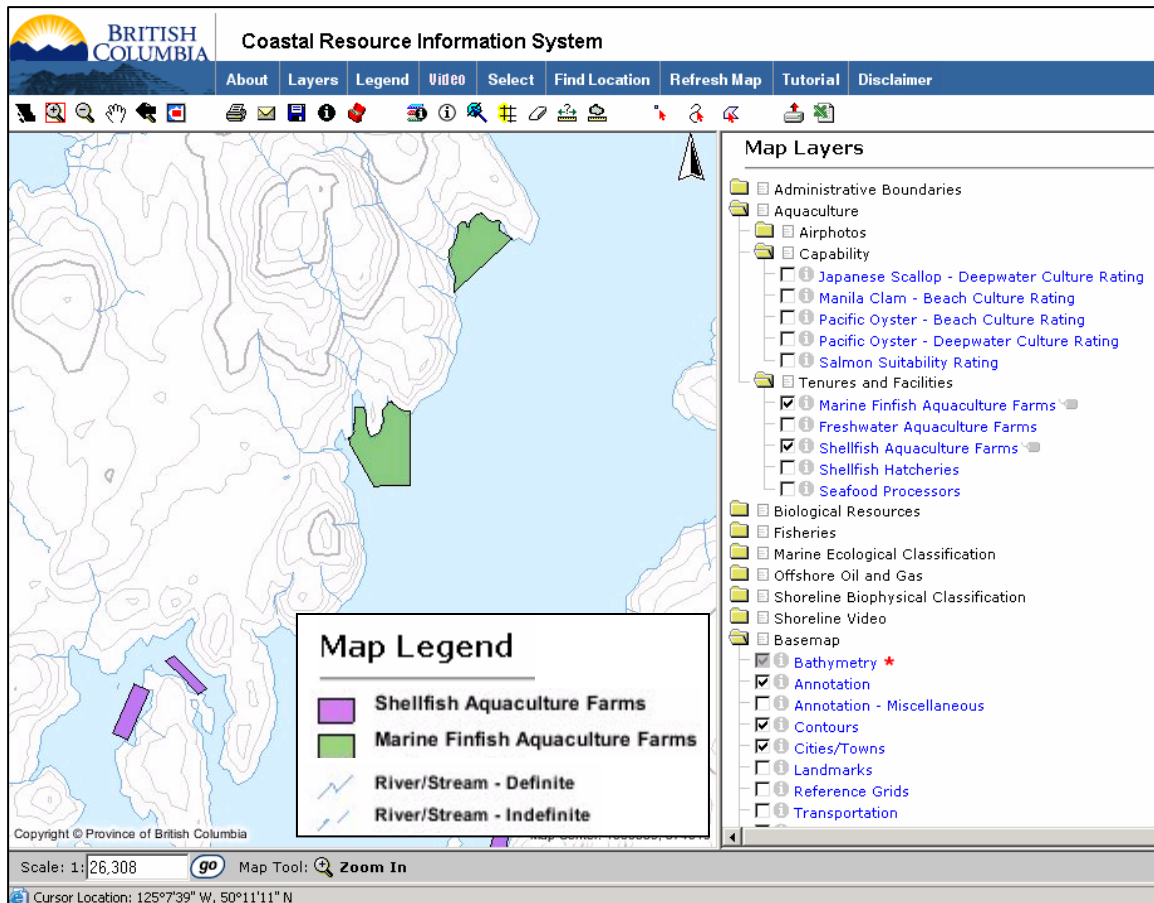 BRITISH
COLUMBIA
Coastal Resource Information System
About Layers Legend Video Select Find Location Refresh Map Tutorial Disclaimer
Map Layers
Administrative Boundaries
Aquaculture
Airphotos
Capability
Japanese Scallop - Deepwater Culture Rating
Manila Clam - Beach Culture Rating
Pacific Oyster - Beach Culture Rating
Pacific Oyster - Deepwater Culture Rating
Salmon Suitability Rating
Tenures and Facilities
Marine Finfish Aquaculture Farms
Freshwater Aquaculture Farms
Shellfish Aquaculture Farms
Shellfish Hatcheries
Seafood Processors
Biological Resources
Fisheries
Marine Ecological Classification
Offshore Oil and Gas
Shoreline Biophysical Classification
Shoreline Video
Basemap
Bathymetry *
Annotation
Annotation - Miscellaneous
Contours
Cities/Towns
Landmarks
Reference Grids
Transportation
Map Legend
Shellfish Aquaculture Farms
Marine Finfish Aquaculture Farms
River/Stream - Definite
River/Stream - Indefinite
Copyright © Province of British Columbia
Scale: 1: 26,308 go Map Tool: Zoom In
Cursor Location: 125°7'39" W, 50°11'11" N